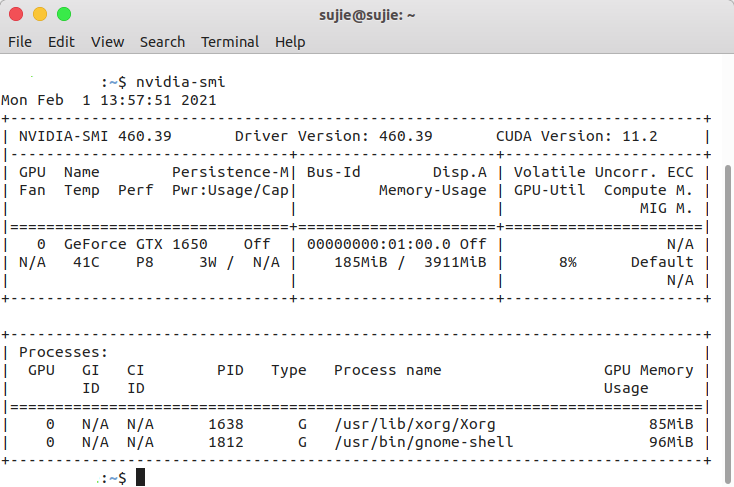 sujie@sujie: ~
File Edit View Search Terminal Help
:~$ nvidia-smi
Mon Feb  1 13:57:51 2021
+-----------------------------------------------------------------------------+
| NVIDIA-SMI 460.39       Driver Version: 460.39       CUDA Version: 11.2     |
|-------------------------------+----------------------+----------------------+
| GPU  Name        Persistence-M| Bus-Id        Disp.A | Volatile Uncorr. ECC |
| Fan  Temp  Perf  Pwr:Usage/Cap|         Memory-Usage | GPU-Util  Compute M. |
|                               |                      |               MIG M. |
|===============================+======================+======================|
|   0  GeForce GTX 1650    Off  | 00000000:01:00.0 Off |                  N/A |
| N/A   41C    P8     3W /  N/A |    185MiB /  3911MiB |      8%      Default |
|                               |                      |                  N/A |
+-------------------------------+----------------------+----------------------+
+-----------------------------------------------------------------------------+
| Processes:                                                                  |
|  GPU   GI   CI        PID   Type   Process name                  GPU Memory |
|        ID   ID                                                   Usage      |
|=============================================================================|
|    0   N/A  N/A      1638      G   /usr/lib/xorg/Xorg                 85MiB |
|    0   N/A  N/A      1812      G   /usr/bin/gnome-shell               96MiB |
+-----------------------------------------------------------------------------+
:~$